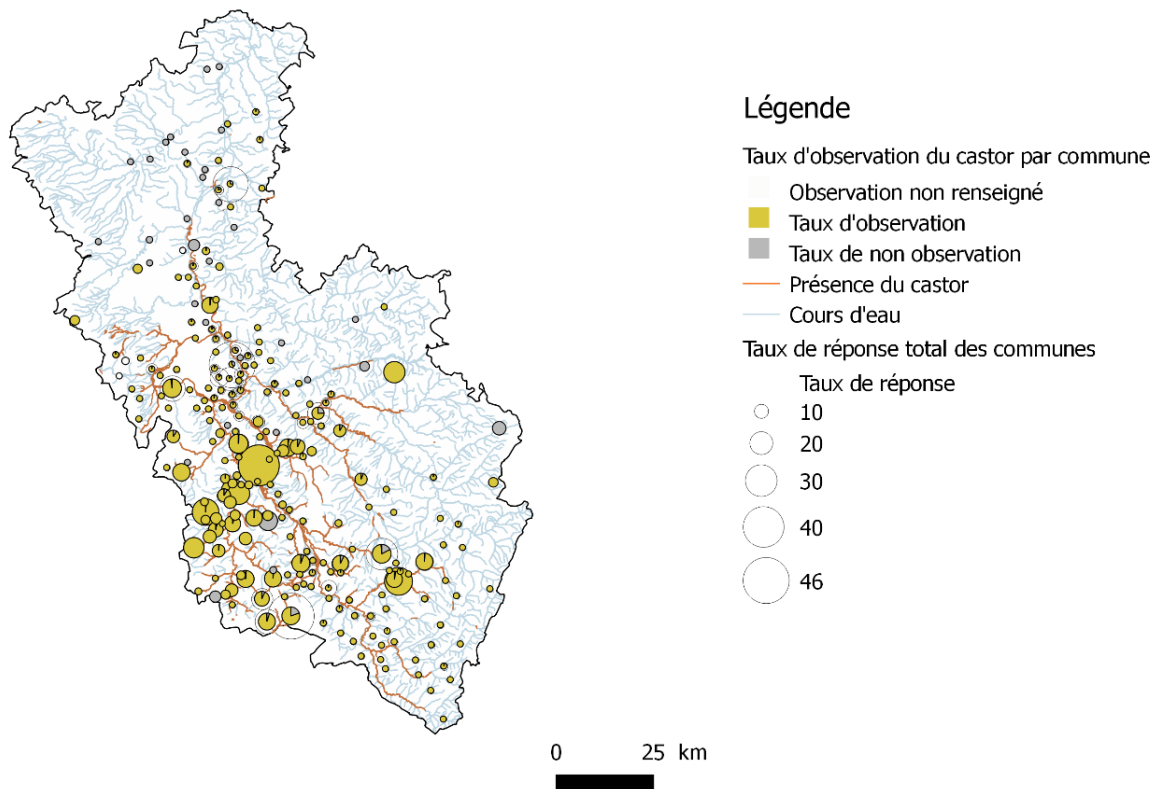 Légende
Taux d'observation du castor par commune
Observation non renseigné
Taux d'observation
Taux de non observation
Présence du castor
Cours d'eau
Taux de réponse total des communes
Taux de réponse
10
20
30
40
46
0 25 km